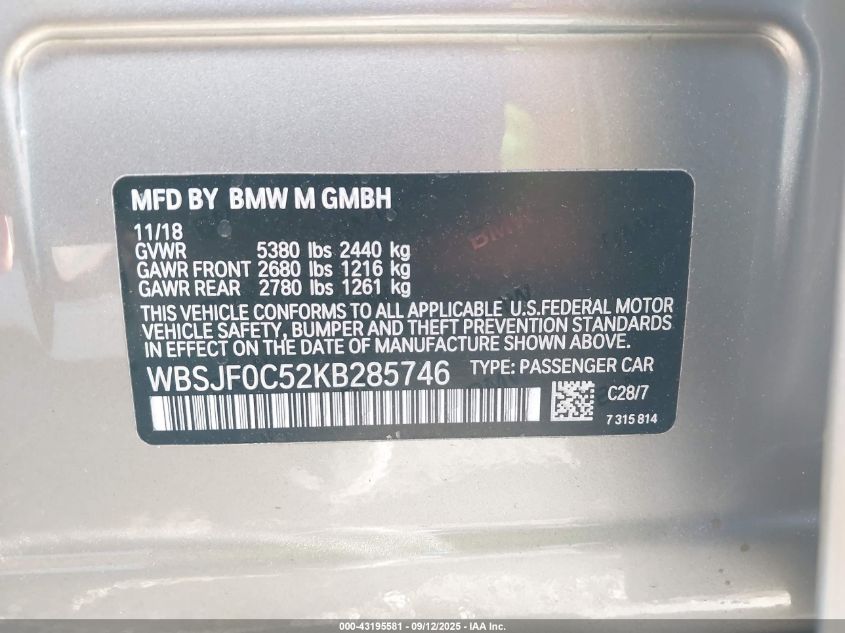 MFD BY BMW M GMBH
11/18
GVWR 5380 lbs 2440 kg
GAWR FRONT 2680 lbs 1216 kg
GAWR REAR 2780 lbs 1261 kg
THIS VEHICLE CONFORMS TO ALL APPLICABLE U.S.FEDERAL MOTOR
VEHICLE SAFETY, BUMPER AND THEFT PREVENTION STANDARDS
IN EFFECT ON THE DATE OF MANUFACTURE SHOWN ABOVE.
WBSJF0C52KB285746 TYPE: PASSENGER CAR
C28/7
7 315 814
000-43195581 - 09/12/2025 - IAA Inc.